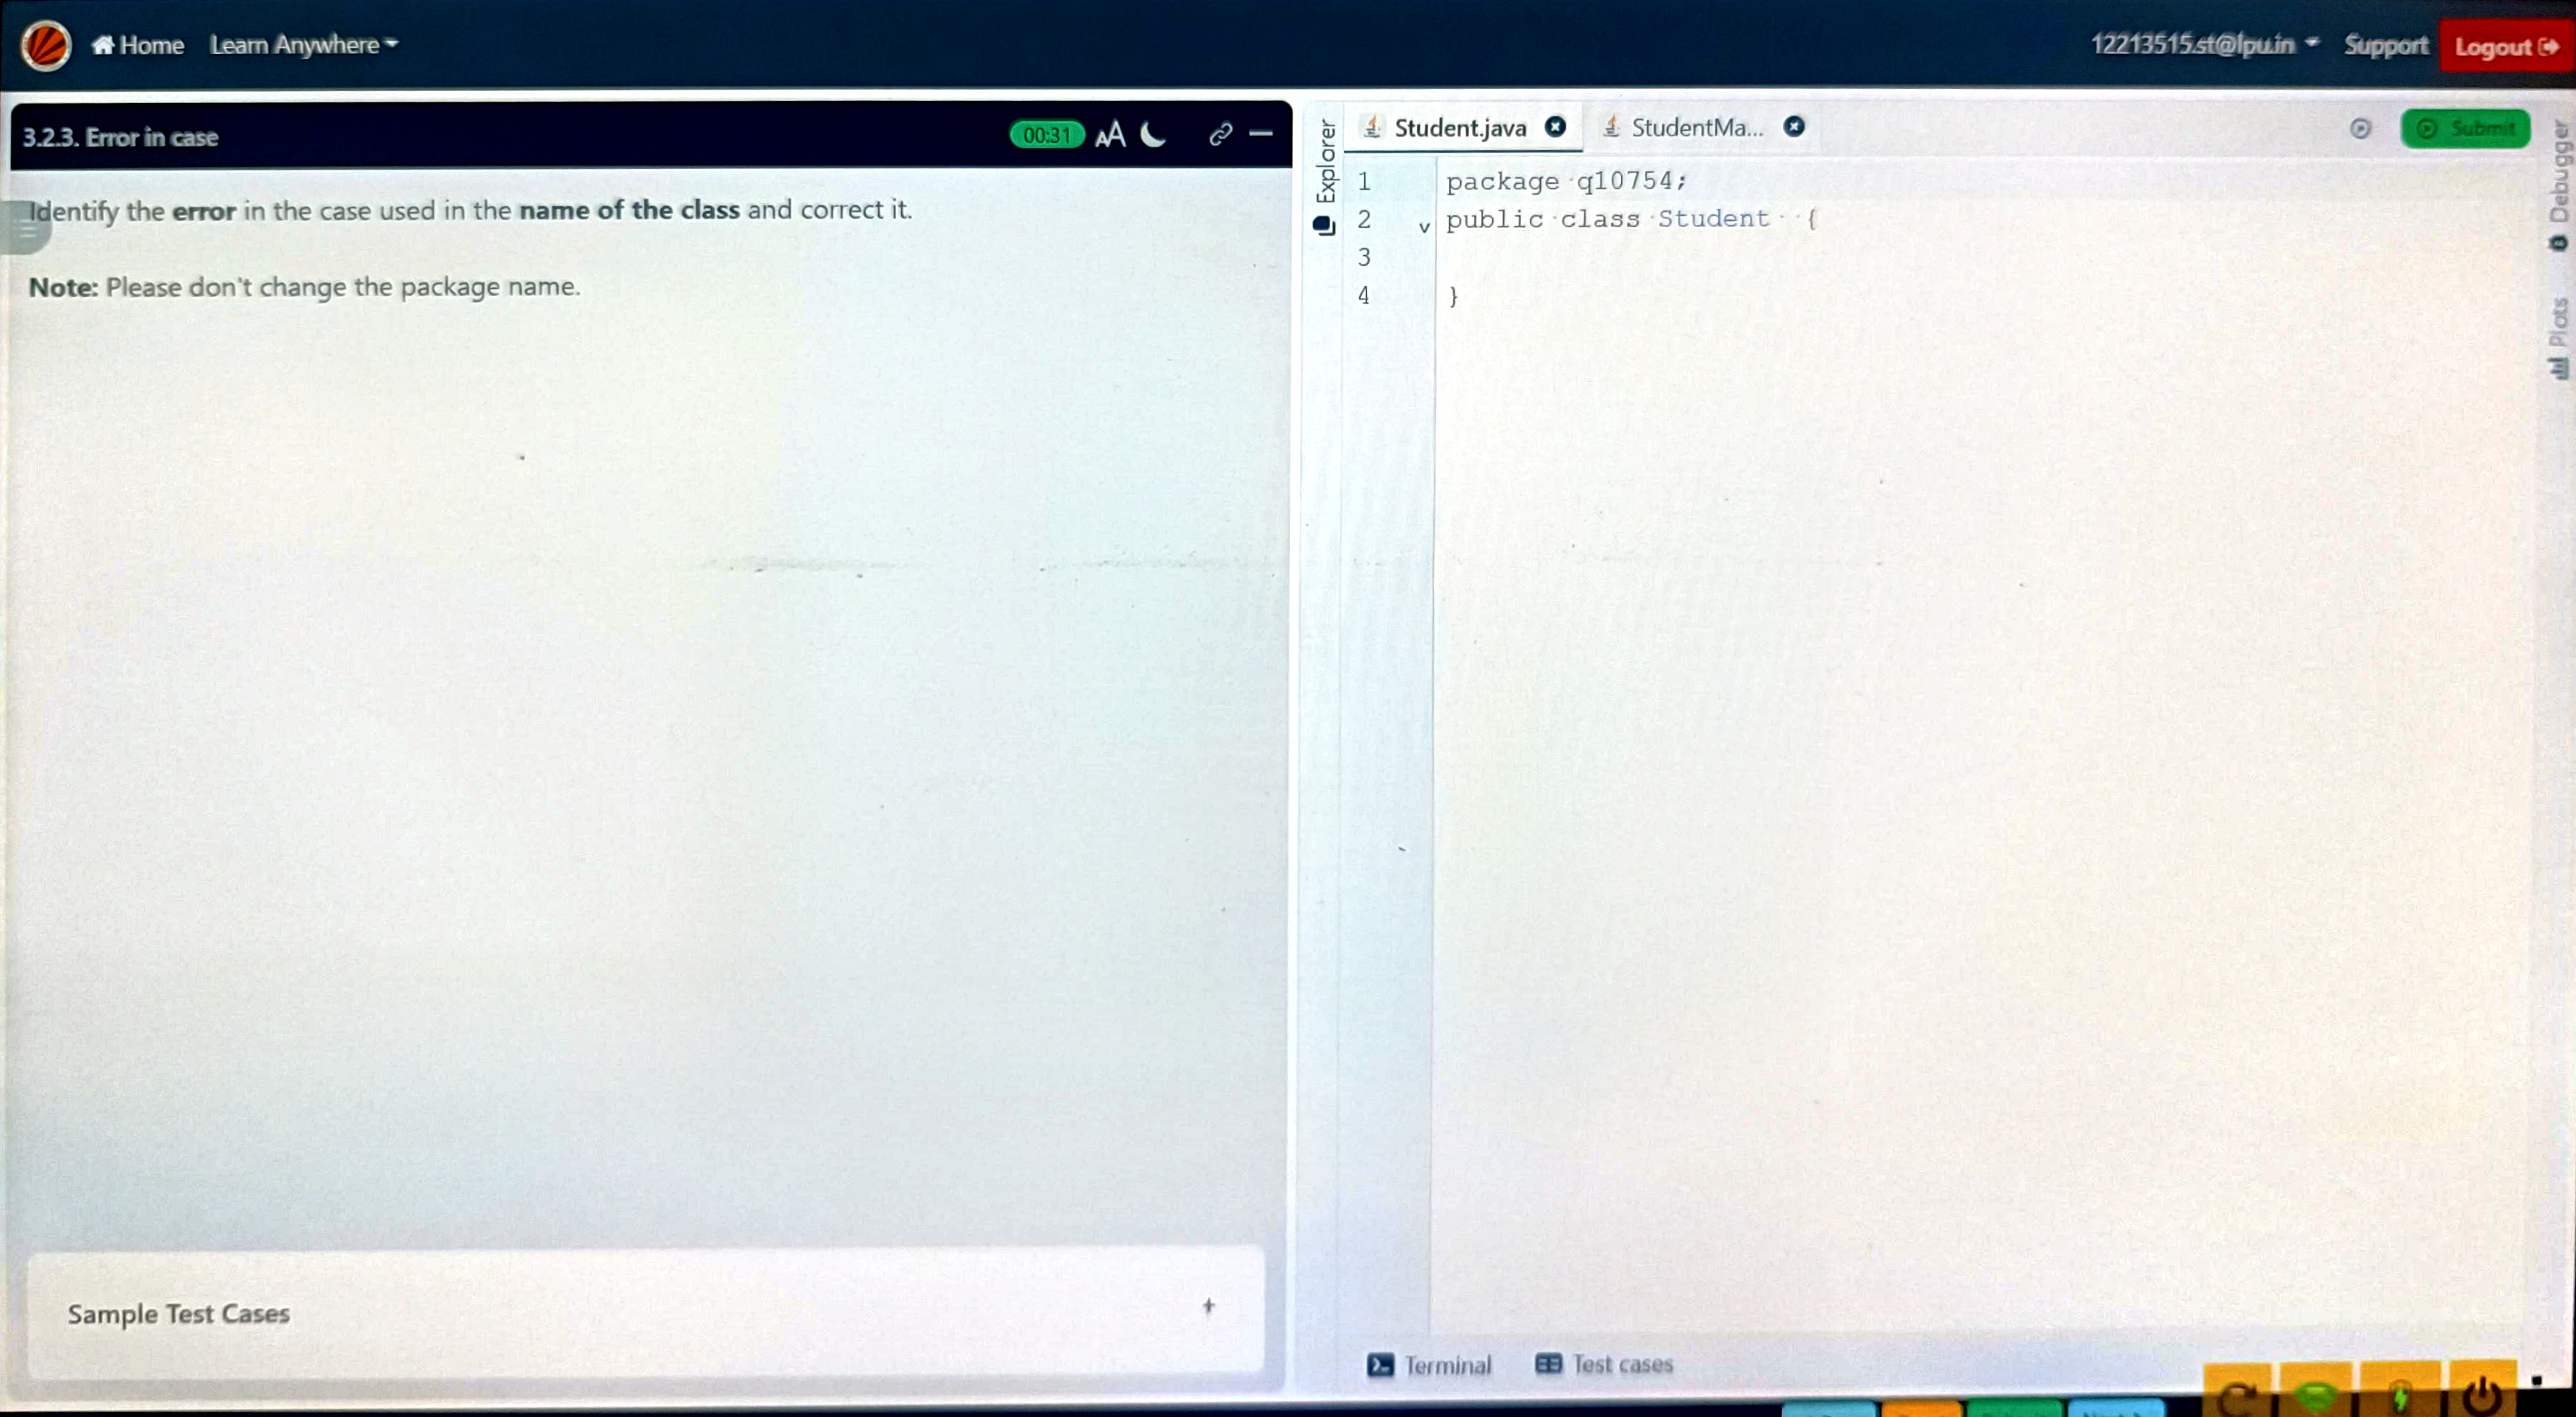 Home Learn Anywhere
12213515.st@lpu.in Support Logout
3.2.3. Error in case 00:31 AA
Identify the error in the case used in the name of the class and correct it.
Note: Please don't change the package name.
Sample Test Cases +
Explorer
Student.java StudentMa... Submit
1 package q10754;
2 public class Student {
3
4 }
Terminal Test cases
Debugger
Plots